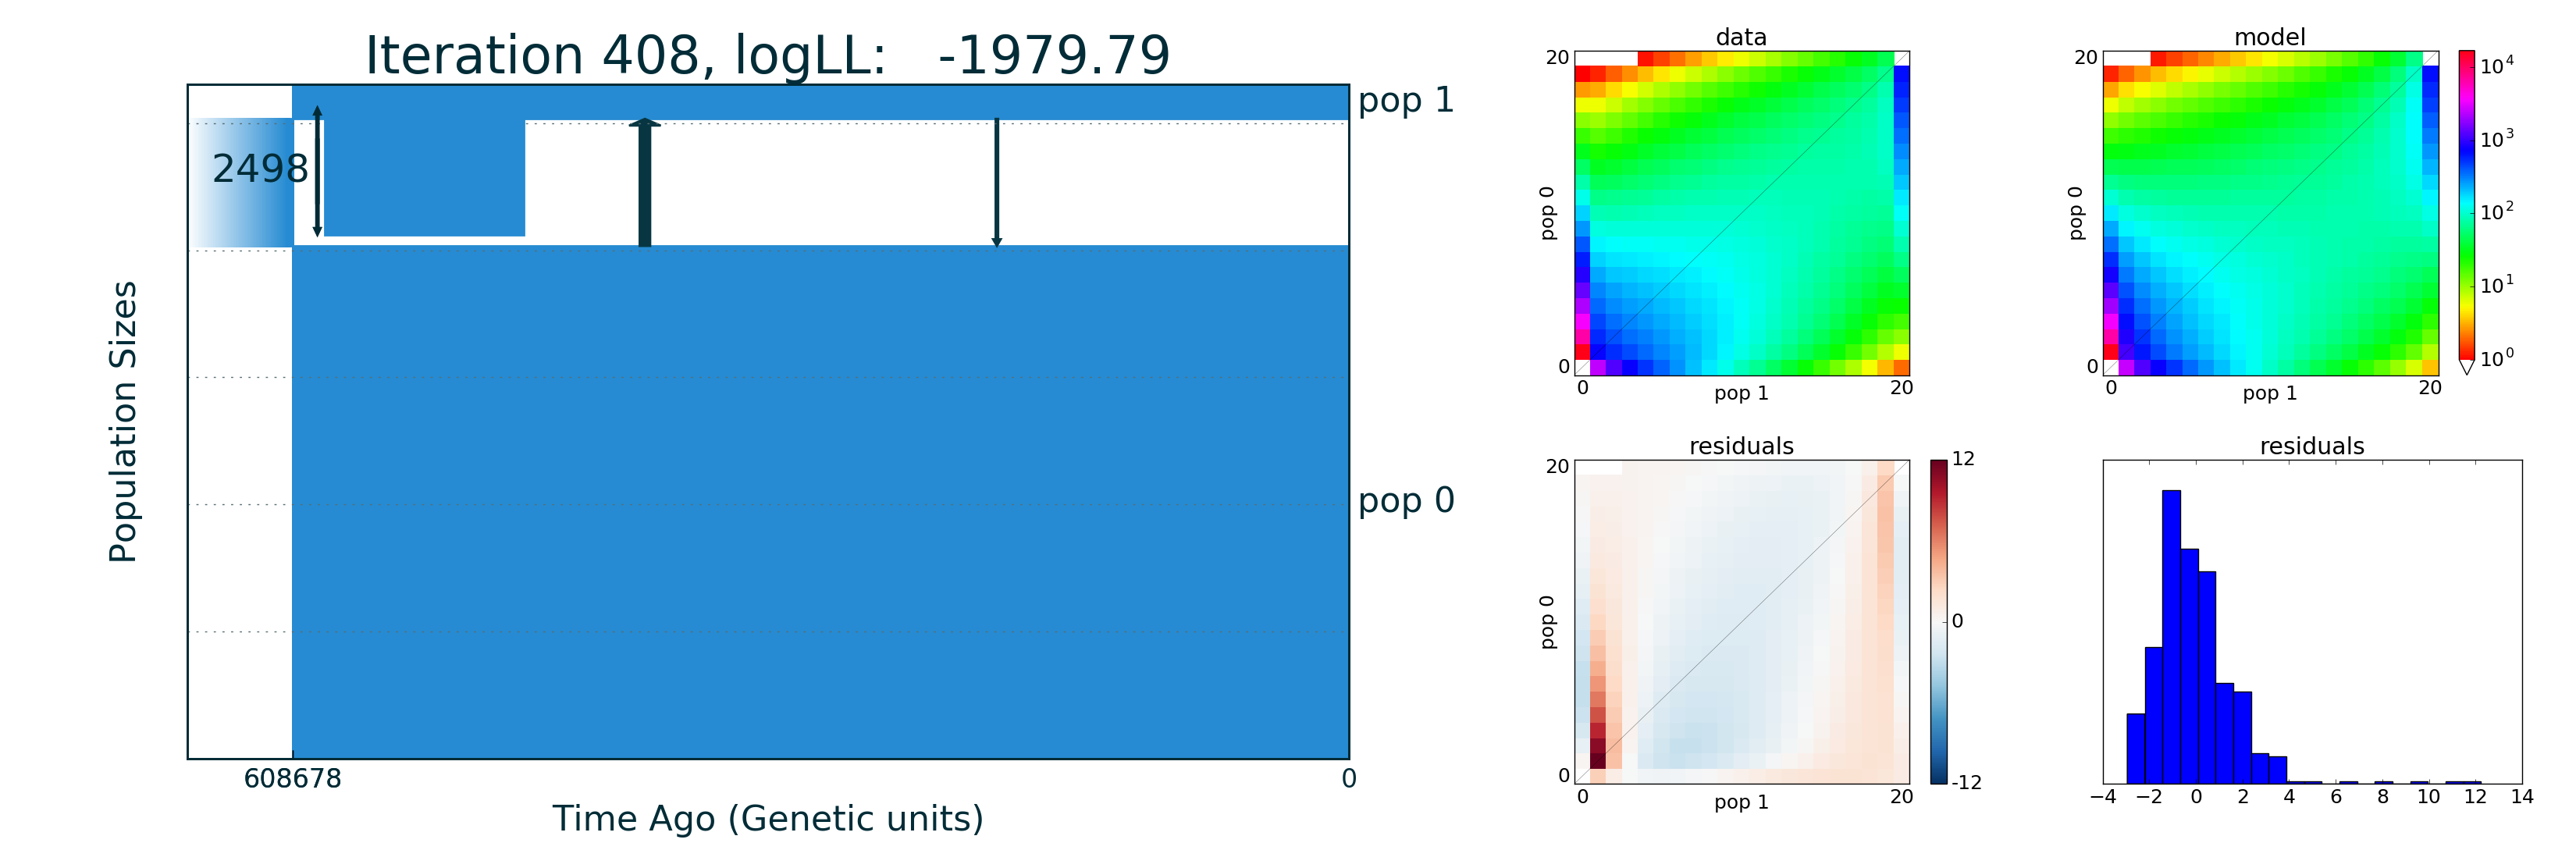 Iteration 408, logLL:   -1979.79
Population Sizes
2498
pop 1
pop 0
608678
0
Time Ago (Genetic units)
data
20
pop 0
0
0
pop 1
20
model
20
pop 0
0
0
pop 1
20
10^4
10^3
10^2
10^1
10^0
residuals
20
pop 0
0
0
pop 1
20
12
0
-12
residuals
−4 −2 0 2 4 6 8 10 12 14